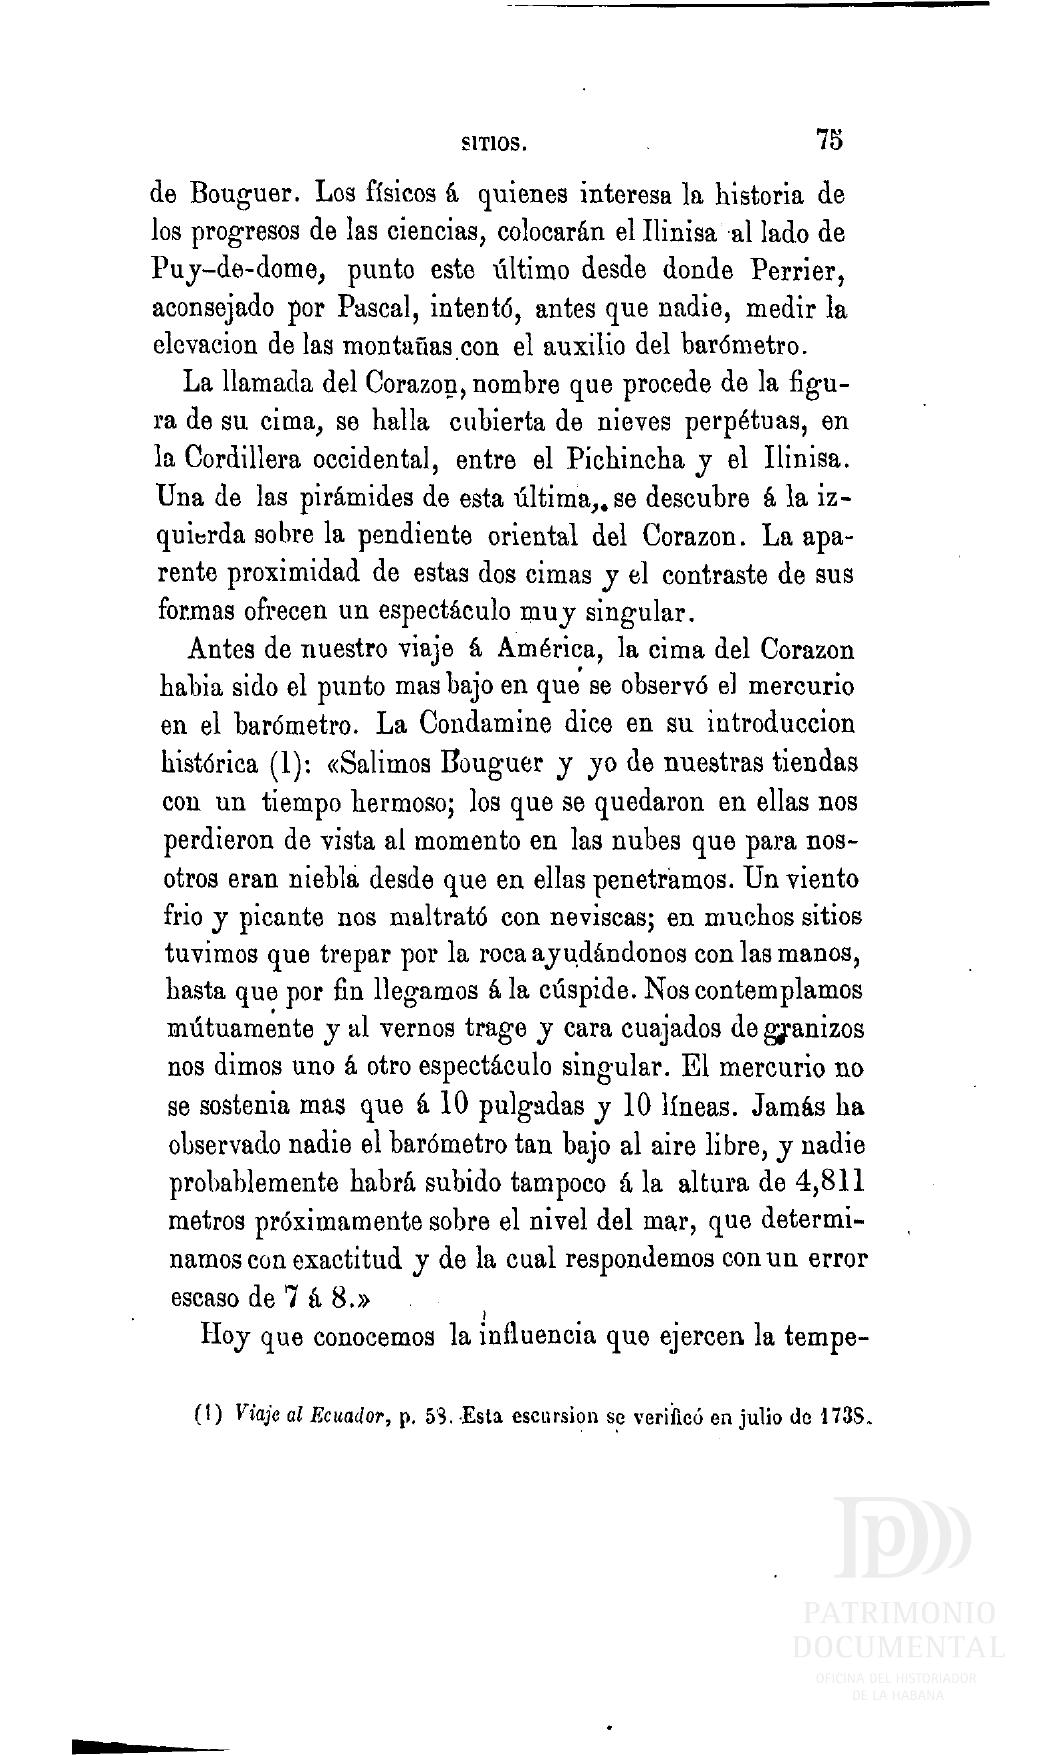 SITIOS. 75
de Bouguer. Los físicos á quienes interesa la historia de
los progresos de las ciencias, colocarán el Ilinisa al lado de
Puy-de-dome, punto este último desde donde Perrier,
aconsejado por Pascal, intentó, antes que nadie, medir la
elevacion de las montañas con el auxilio del barómetro.
La llamada del Corazon, nombre que procede de la figu-
ra de su cima, se halla cubierta de nieves perpétuas, en
la Cordillera occidental, entre el Pichincha y el Ilinisa.
Una de las pirámides de esta última, se descubre á la iz-
quierda sobre la pendiente oriental del Corazon. La apa-
rente proximidad de estas dos cimas y el contraste de sus
formas ofrecen un espectáculo muy singular.
Antes de nuestro viaje á América, la cima del Corazon
habia sido el punto mas bajo en que se observó el mercurio
en el barómetro. La Condamine dice en su introduccion
histórica (1): «Salimos Bouguer y yo de nuestras tiendas
con un tiempo hermoso; los que se quedaron en ellas nos
perdieron de vista al momento en las nubes que para nos-
otros eran niebla desde que en ellas penetramos. Un viento
frio y picante nos maltrató con neviscas; en muchos sitios
tuvimos que trepar por la roca ayudándonos con las manos,
hasta que por fin llegamos á la cúspide. Nos contemplamos
mútuamente y al vernos trage y cara cuajados de granizos
nos dimos uno á otro espectáculo singular. El mercurio no
se sostenia mas que á 10 pulgadas y 10 líneas. Jamás ha
observado nadie el barómetro tan bajo al aire libre, y nadie
probablemente habrá subido tampoco á la altura de 4,811
metros próximamente sobre el nivel del mar, que determi-
namos con exactitud y de la cual respondemos con un error
escaso de 7 á 8.»
Hoy que conocemos la influencia que ejercen la tempe-
(1) Viaje al Ecuador, p. 58. Esta escursion se verificó en julio de 1738.
PATRIMONIO
DOCUMENTAL
OFICINA DEL HISTORIADOR
DE LA HABANA